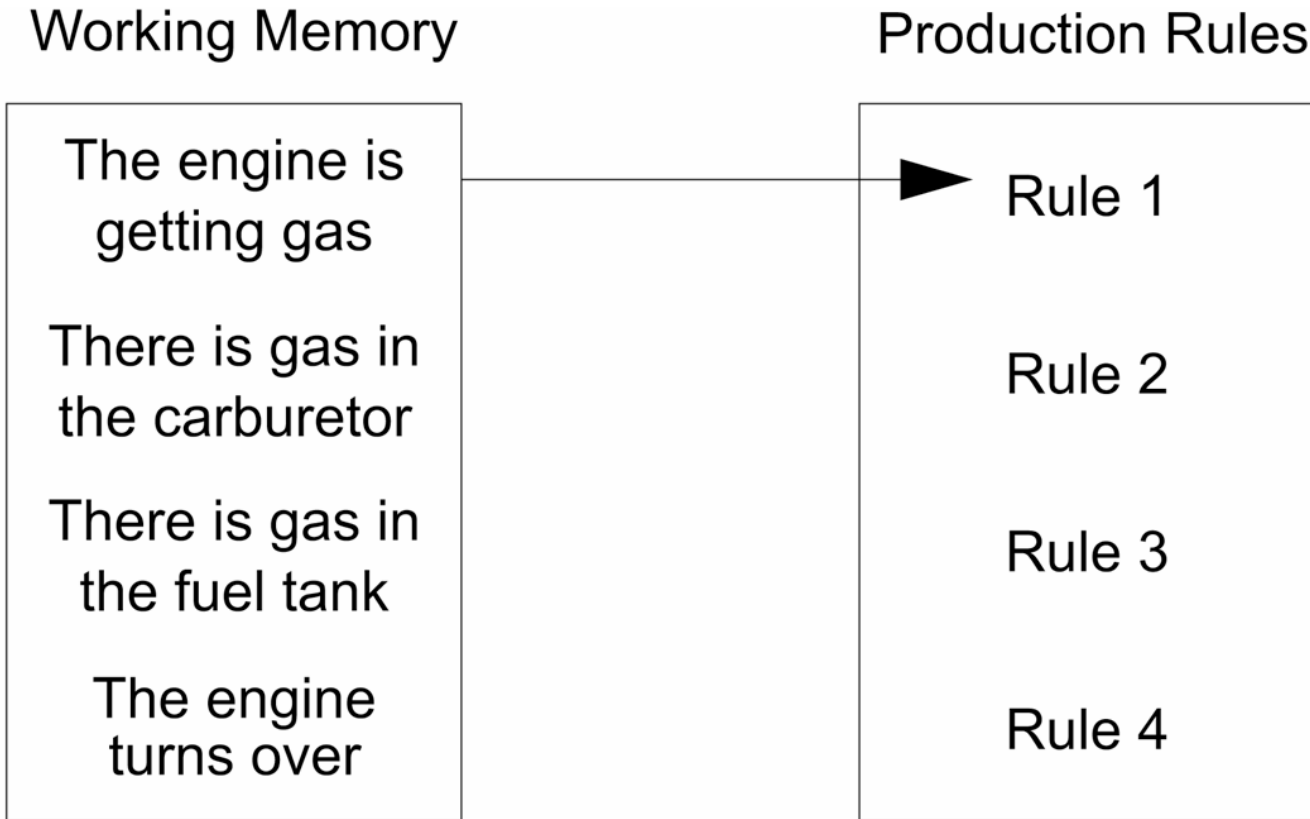 Working Memory
Production Rules
The engine is
getting gas
There is gas in
the carburetor
There is gas in
the fuel tank
The engine
turns over
Rule 1
Rule 2
Rule 3
Rule 4